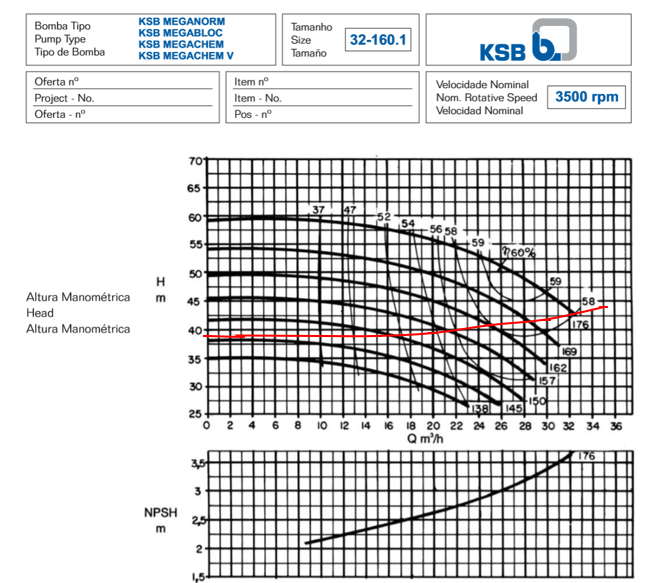 Bomba Tipo
Pump Type
Tipo de Bomba
KSB MEGANORM
KSB MEGABLOC
KSB MEGACHEM
KSB MEGACHEM V
Tamanho
Size
Tamaño
32-160.1
KSB
Oferta nº
Project - No.
Oferta - nº
Item nº
Item - No.
Pos - nº
Velocidade Nominal
Nom. Rotative Speed
Velocidad Nominal
3500 rpm
Altura Manométrica
Head
Altura Manométrica
H
m
70
65
60
55
50
45
40
35
30
25
37 47 52 54 56 58 59 η60% 59 58
176
169
162
157
150
145
138
0 2 4 6 8 10 12 14 16 18 20 22 24 26 28 30 32 34 36
Q m³/h
NPSH
m
3,5
3
2,5
2
1,5
176